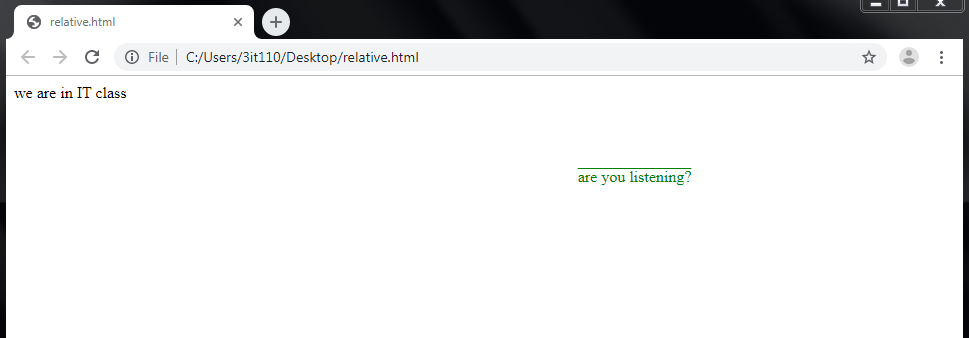 relative.html
File | C:/Users/3it110/Desktop/relative.html
we are in IT class
are you listening?